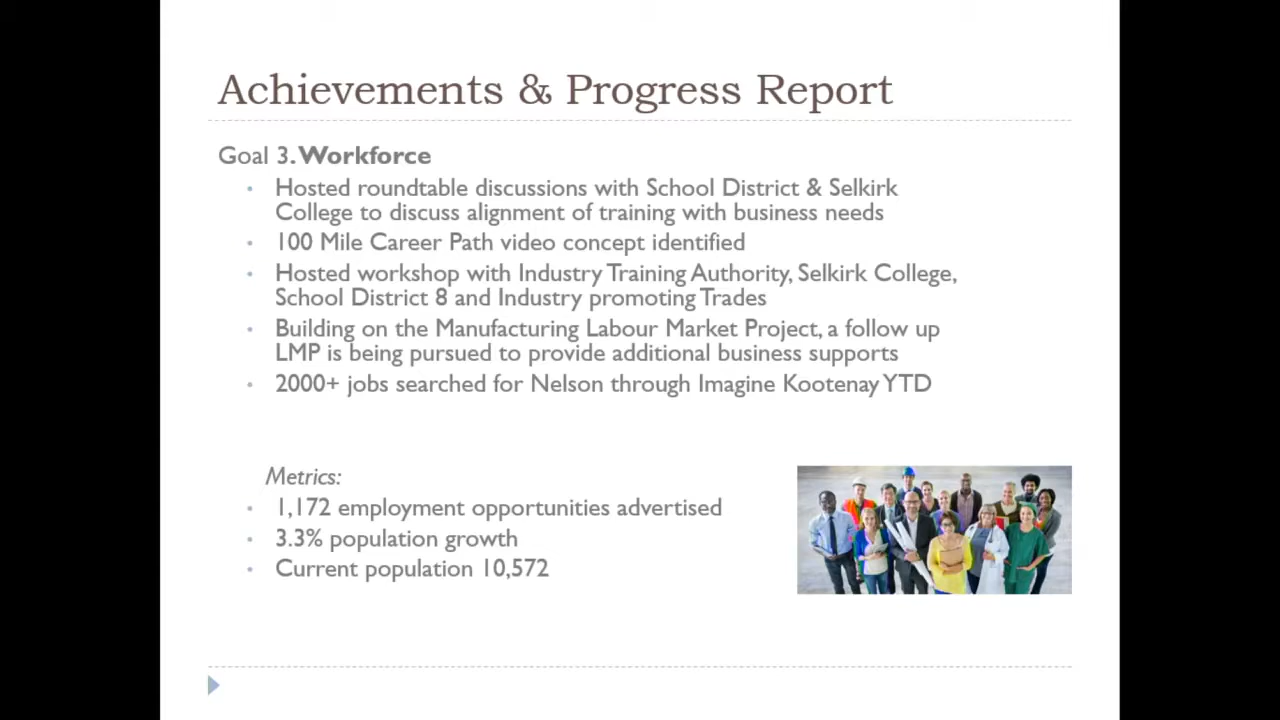 Achievements & Progress Report
Goal 3. Workforce
• Hosted roundtable discussions with School District & Selkirk
College to discuss alignment of training with business needs
• 100 Mile Career Path video concept identified
• Hosted workshop with Industry Training Authority, Selkirk College,
School District 8 and Industry promoting Trades
• Building on the Manufacturing Labour Market Project, a follow up
LMP is being pursued to provide additional business supports
• 2000+ jobs searched for Nelson through Imagine Kootenay YTD
Metrics:
• 1,172 employment opportunities advertised
• 3.3% population growth
• Current population 10,572